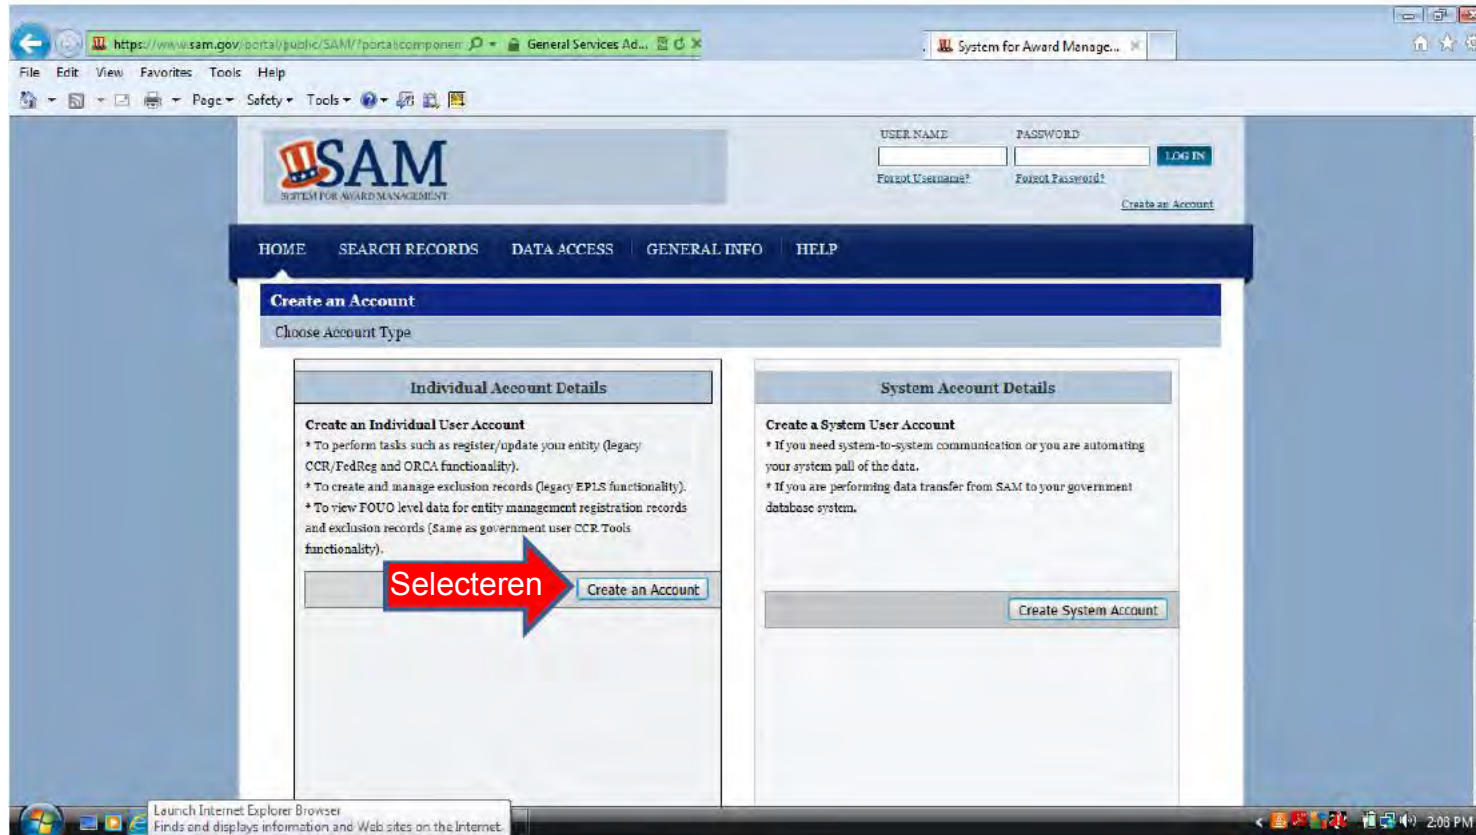 https://www.sam.gov/portal/public/SAM/?portal:componen
General Services Ad...
System for Award Manage...
File Edit View Favorites Tools Help
Page Safety Tools
SAM
SYSTEM FOR AWARD MANAGEMENT
USER NAME PASSWORD
LOG IN
Forgot Username? Forgot Password?
Create an Account
HOME SEARCH RECORDS DATA ACCESS GENERAL INFO HELP
Create an Account
Choose Account Type
Individual Account Details
Create an Individual User Account
* To perform tasks such as register/update your entity (legacy
CCR/FedReg and ORCA functionality).
* To create and manage exclusion records (legacy EPLS functionality).
* To view FOUO level data for entity management registration records
and exclusion records (Same as government user CCR Tools
functionality).
Selecteren
Create an Account
System Account Details
Create a System User Account
* If you need system-to-system communication or you are automating
your system pull of the data.
* If you are performing data transfer from SAM to your government
database system.
Create System Account
Launch Internet Explorer Browser
Finds and displays information and Web sites on the Internet.
2:08 PM